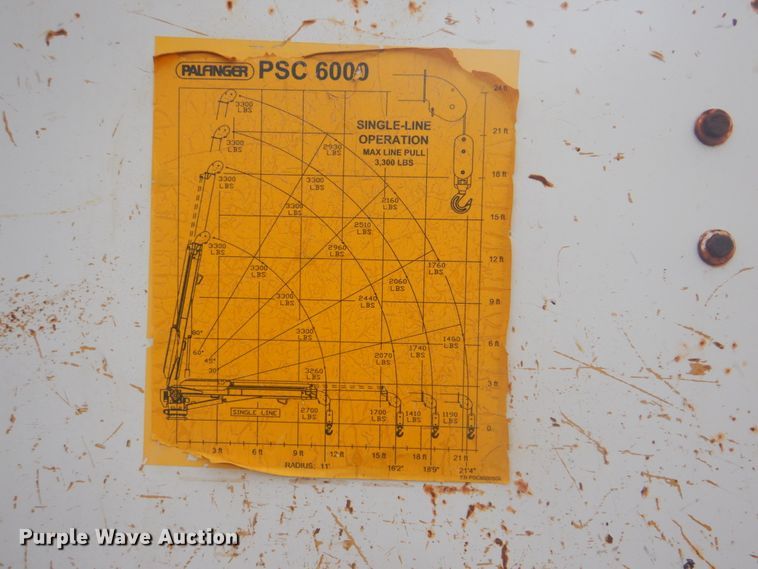 PALFINGER PSC 6000
24 ft
SINGLE-LINE
OPERATION
MAX LINE PULL
3,300 LBS
3300
LBS
21 ft
3300
LBS
2930
LBS
18 ft
3300
LBS
3300
LBS
2160
LBS
3300
LBS
2510
LBS
15 ft
3300
LBS
2960
LBS
12 ft
3300
LBS
1760
LBS
2060
LBS
3300
LBS
2440
LBS
9 ft
80°
3300
LBS
1460
LBS
6 ft
60°
45°
1740
LBS
2070
LBS
30°
3260
LBS
3 ft
SINGLE LINE
2700
LBS
1700
LBS
1410
LBS
1190
LBS
0
3 ft 6 ft 9 ft 12 ft 15 ft 18 ft 21 ft
RADIUS: 11' 16'2" 18'9" 21'4"
Purple Wave Auction